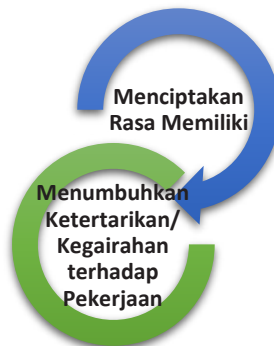 Menciptakan
Rasa Memiliki
Menumbuhkan
Ketertarikan/
Kegairahan
terhadap
Pekerjaan